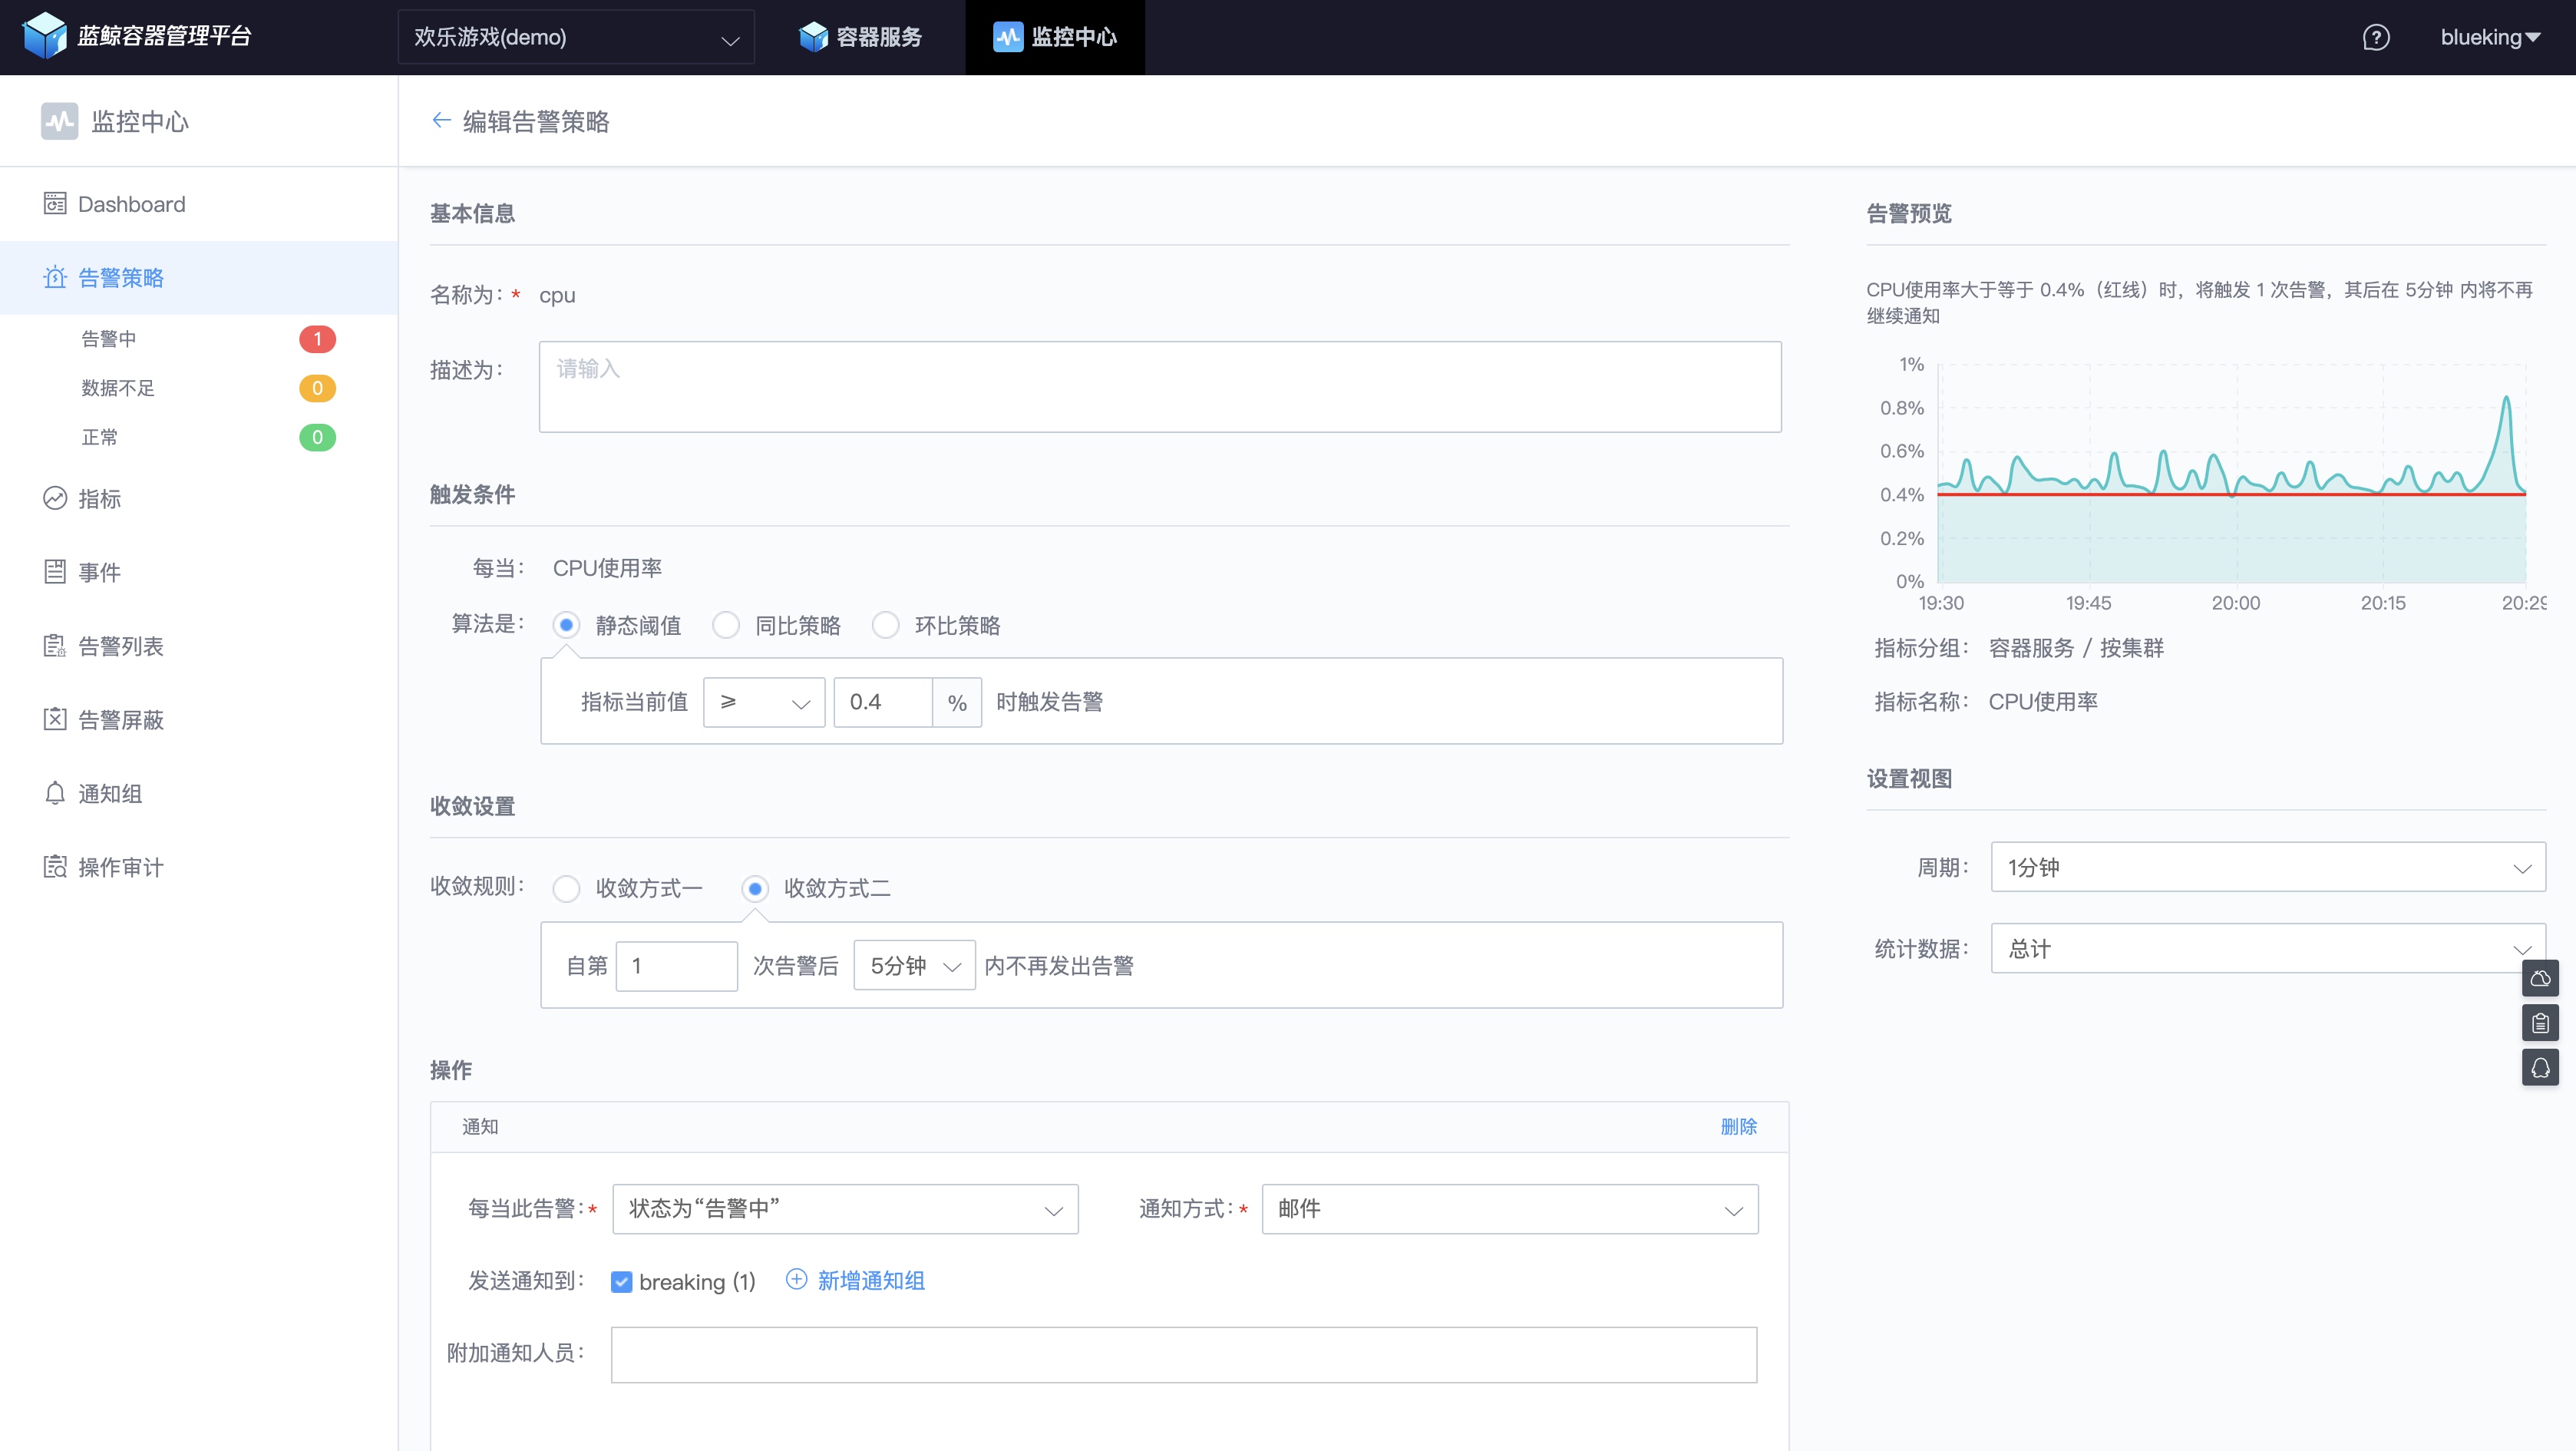 蓝鲸容器管理平台
欢乐游戏(demo)
容器服务
监控中心
blueking
监控中心
编辑告警策略
Dashboard
告警策略
告警中 1
数据不足 0
正常 0
指标
事件
告警列表
告警屏蔽
通知组
操作审计
基本信息
名称为：* cpu
描述为： 请输入
触发条件
每当： CPU使用率
算法是： 静态阈值 同比策略 环比策略
指标当前值 ≥ 0.4 % 时触发告警
收敛设置
收敛规则： 收敛方式一 收敛方式二
自第 1 次告警后 5分钟 内不再发出告警
操作
通知 删除
每当此告警：* 状态为“告警中” 通知方式：* 邮件
发送通知到： breaking (1) 新增通知组
附加通知人员：
告警预览
CPU使用率大于等于 0.4%（红线）时，将触发 1 次告警，其后在 5分钟 内将不再
继续通知
1%
0.8%
0.6%
0.4%
0.2%
0%
19:30 19:45 20:00 20:15 20:29
指标分组： 容器服务 / 按集群
指标名称： CPU使用率
设置视图
周期： 1分钟
统计数据： 总计